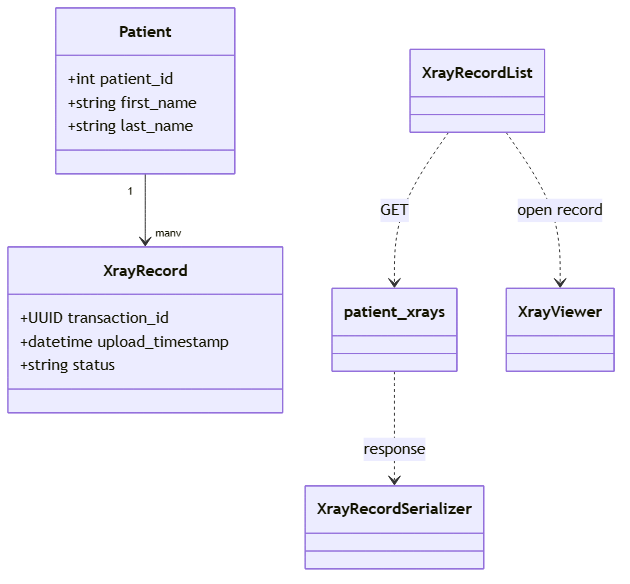 Patient
+int patient_id
+string first_name
+string last_name
1
many
XrayRecord
+UUID transaction_id
+datetime upload_timestamp
+string status
XrayRecordList
GET
open record
patient_xrays
XrayViewer
response
XrayRecordSerializer